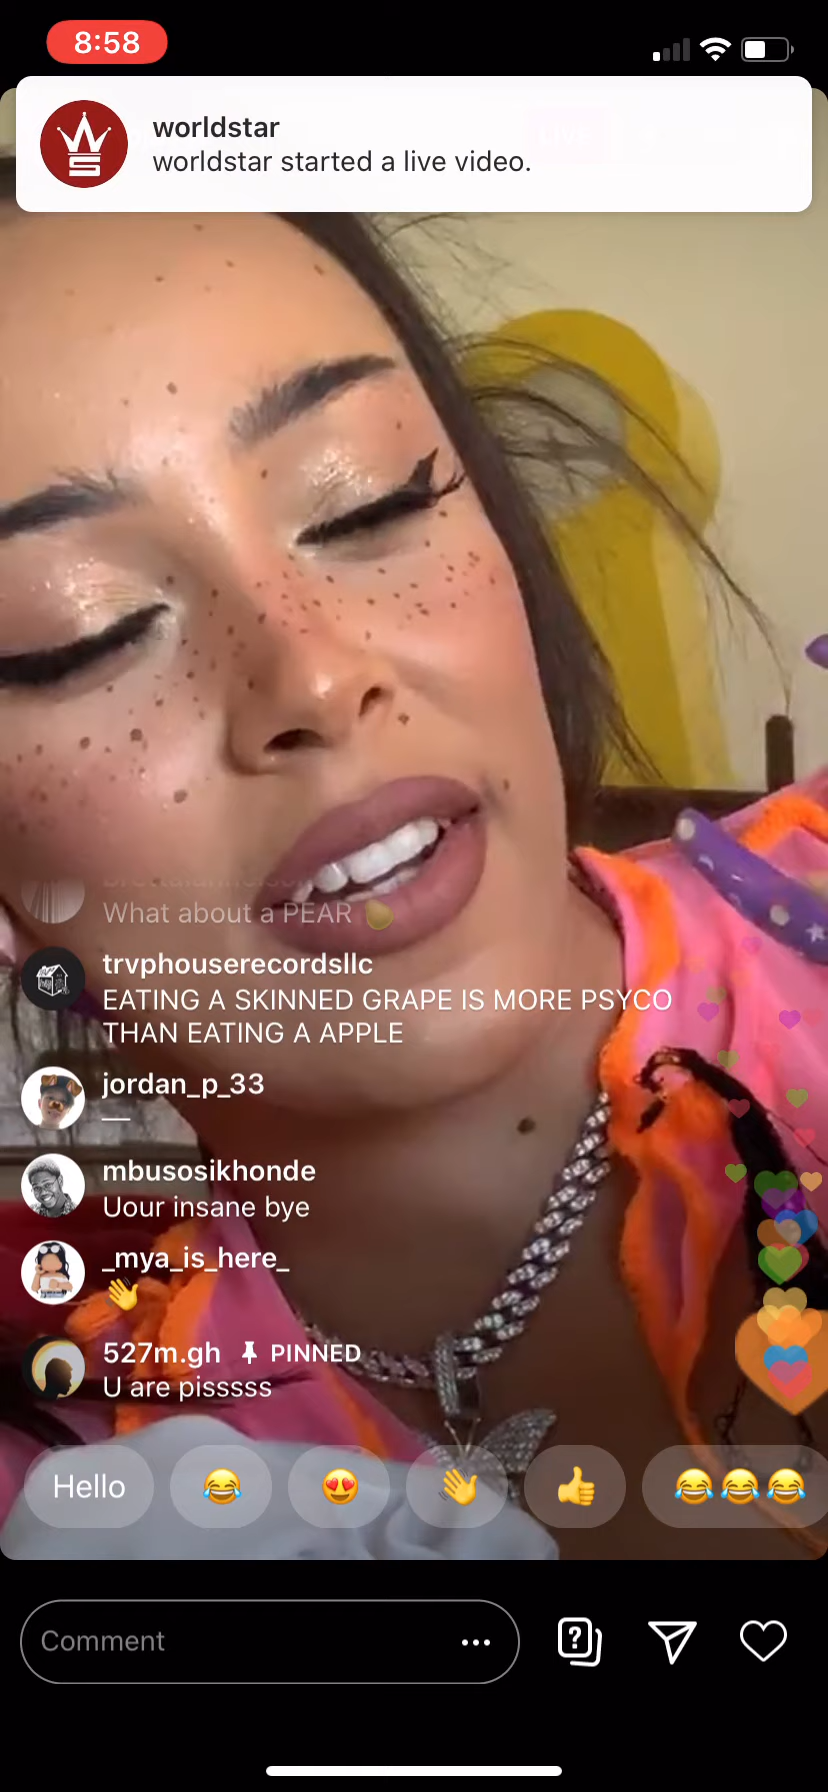 8:58
worldstar
worldstar started a live video.
What about a PEAR 🍐
trvphouserecordsllc
EATING A SKINNED GRAPE IS MORE PSYCO
THAN EATING A APPLE
jordan_p_33
—
mbusosikhonde
Uour insane bye
_mya_is_here_
👋
527m.gh PINNED
U are pisssss
Hello 😂 😍 👋 👍 😂😂😂
Comment